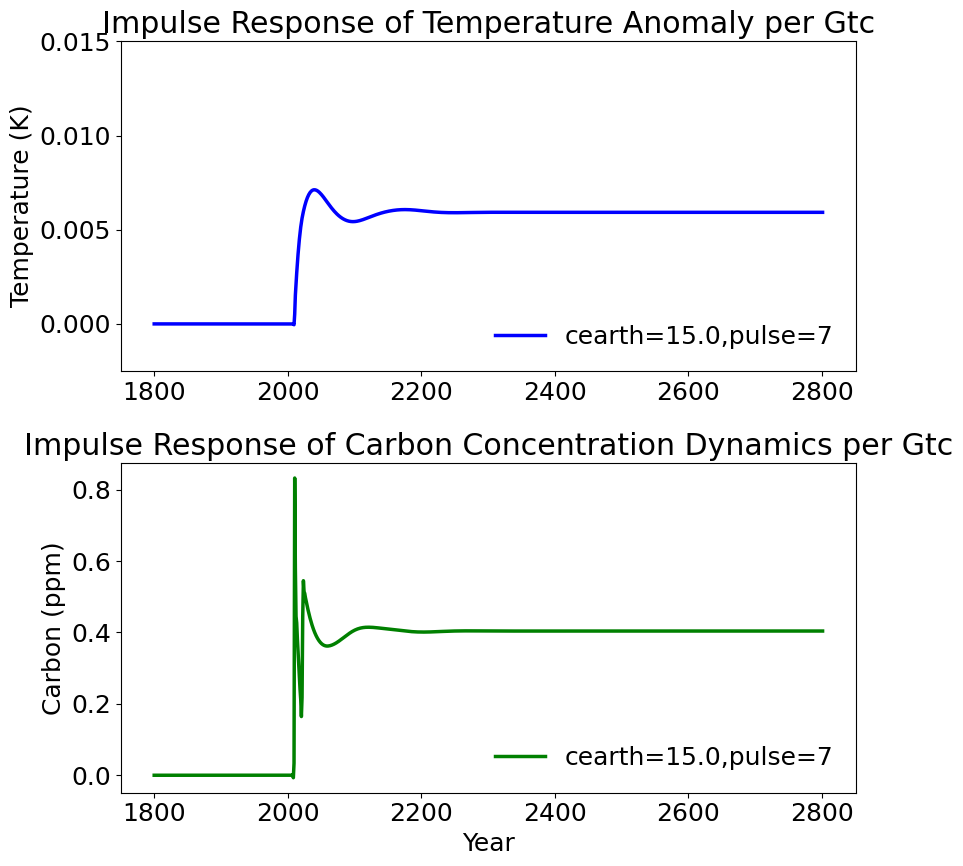 Impulse Response of Temperature Anomaly per Gtc
0.015
0.010
0.005
0.000
Temperature (K)
cearth=15.0,pulse=7
1800 2000 2200 2400 2600 2800
Impulse Response of Carbon Concentration Dynamics per Gtc
0.8
0.6
0.4
0.2
0.0
Carbon (ppm)
cearth=15.0,pulse=7
1800 2000 2200 2400 2600 2800
Year